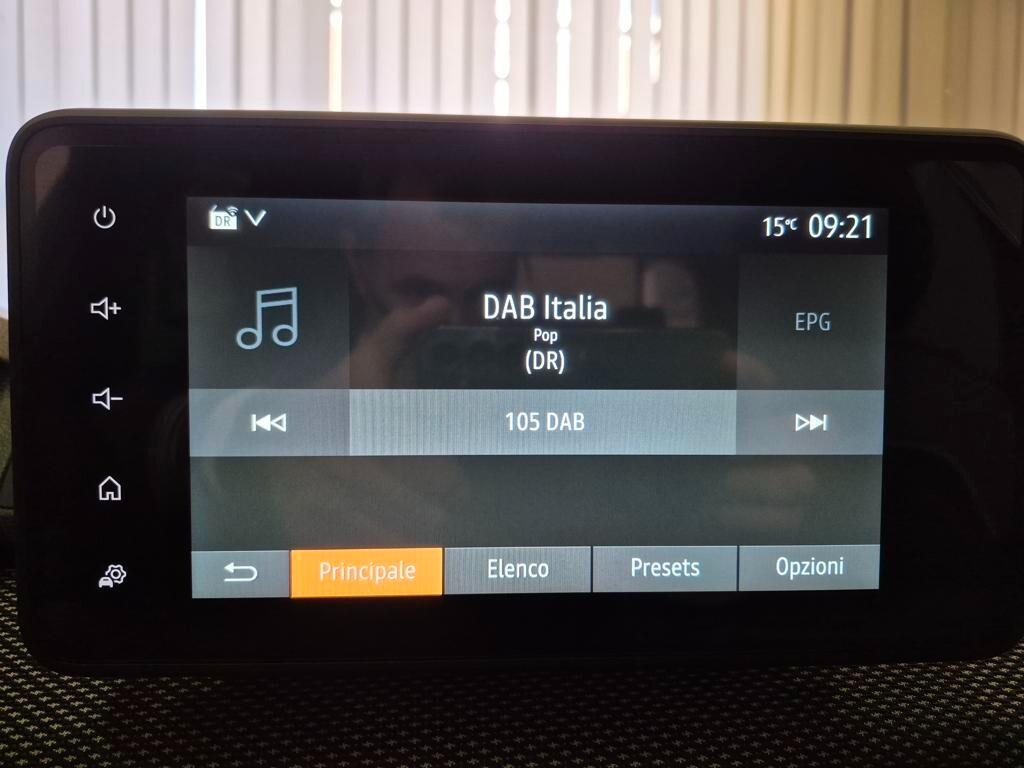 DR
15°C 09:21
DAB Italia
Pop
(DR)
EPG
105 DAB
Principale
Elenco
Presets
Opzioni